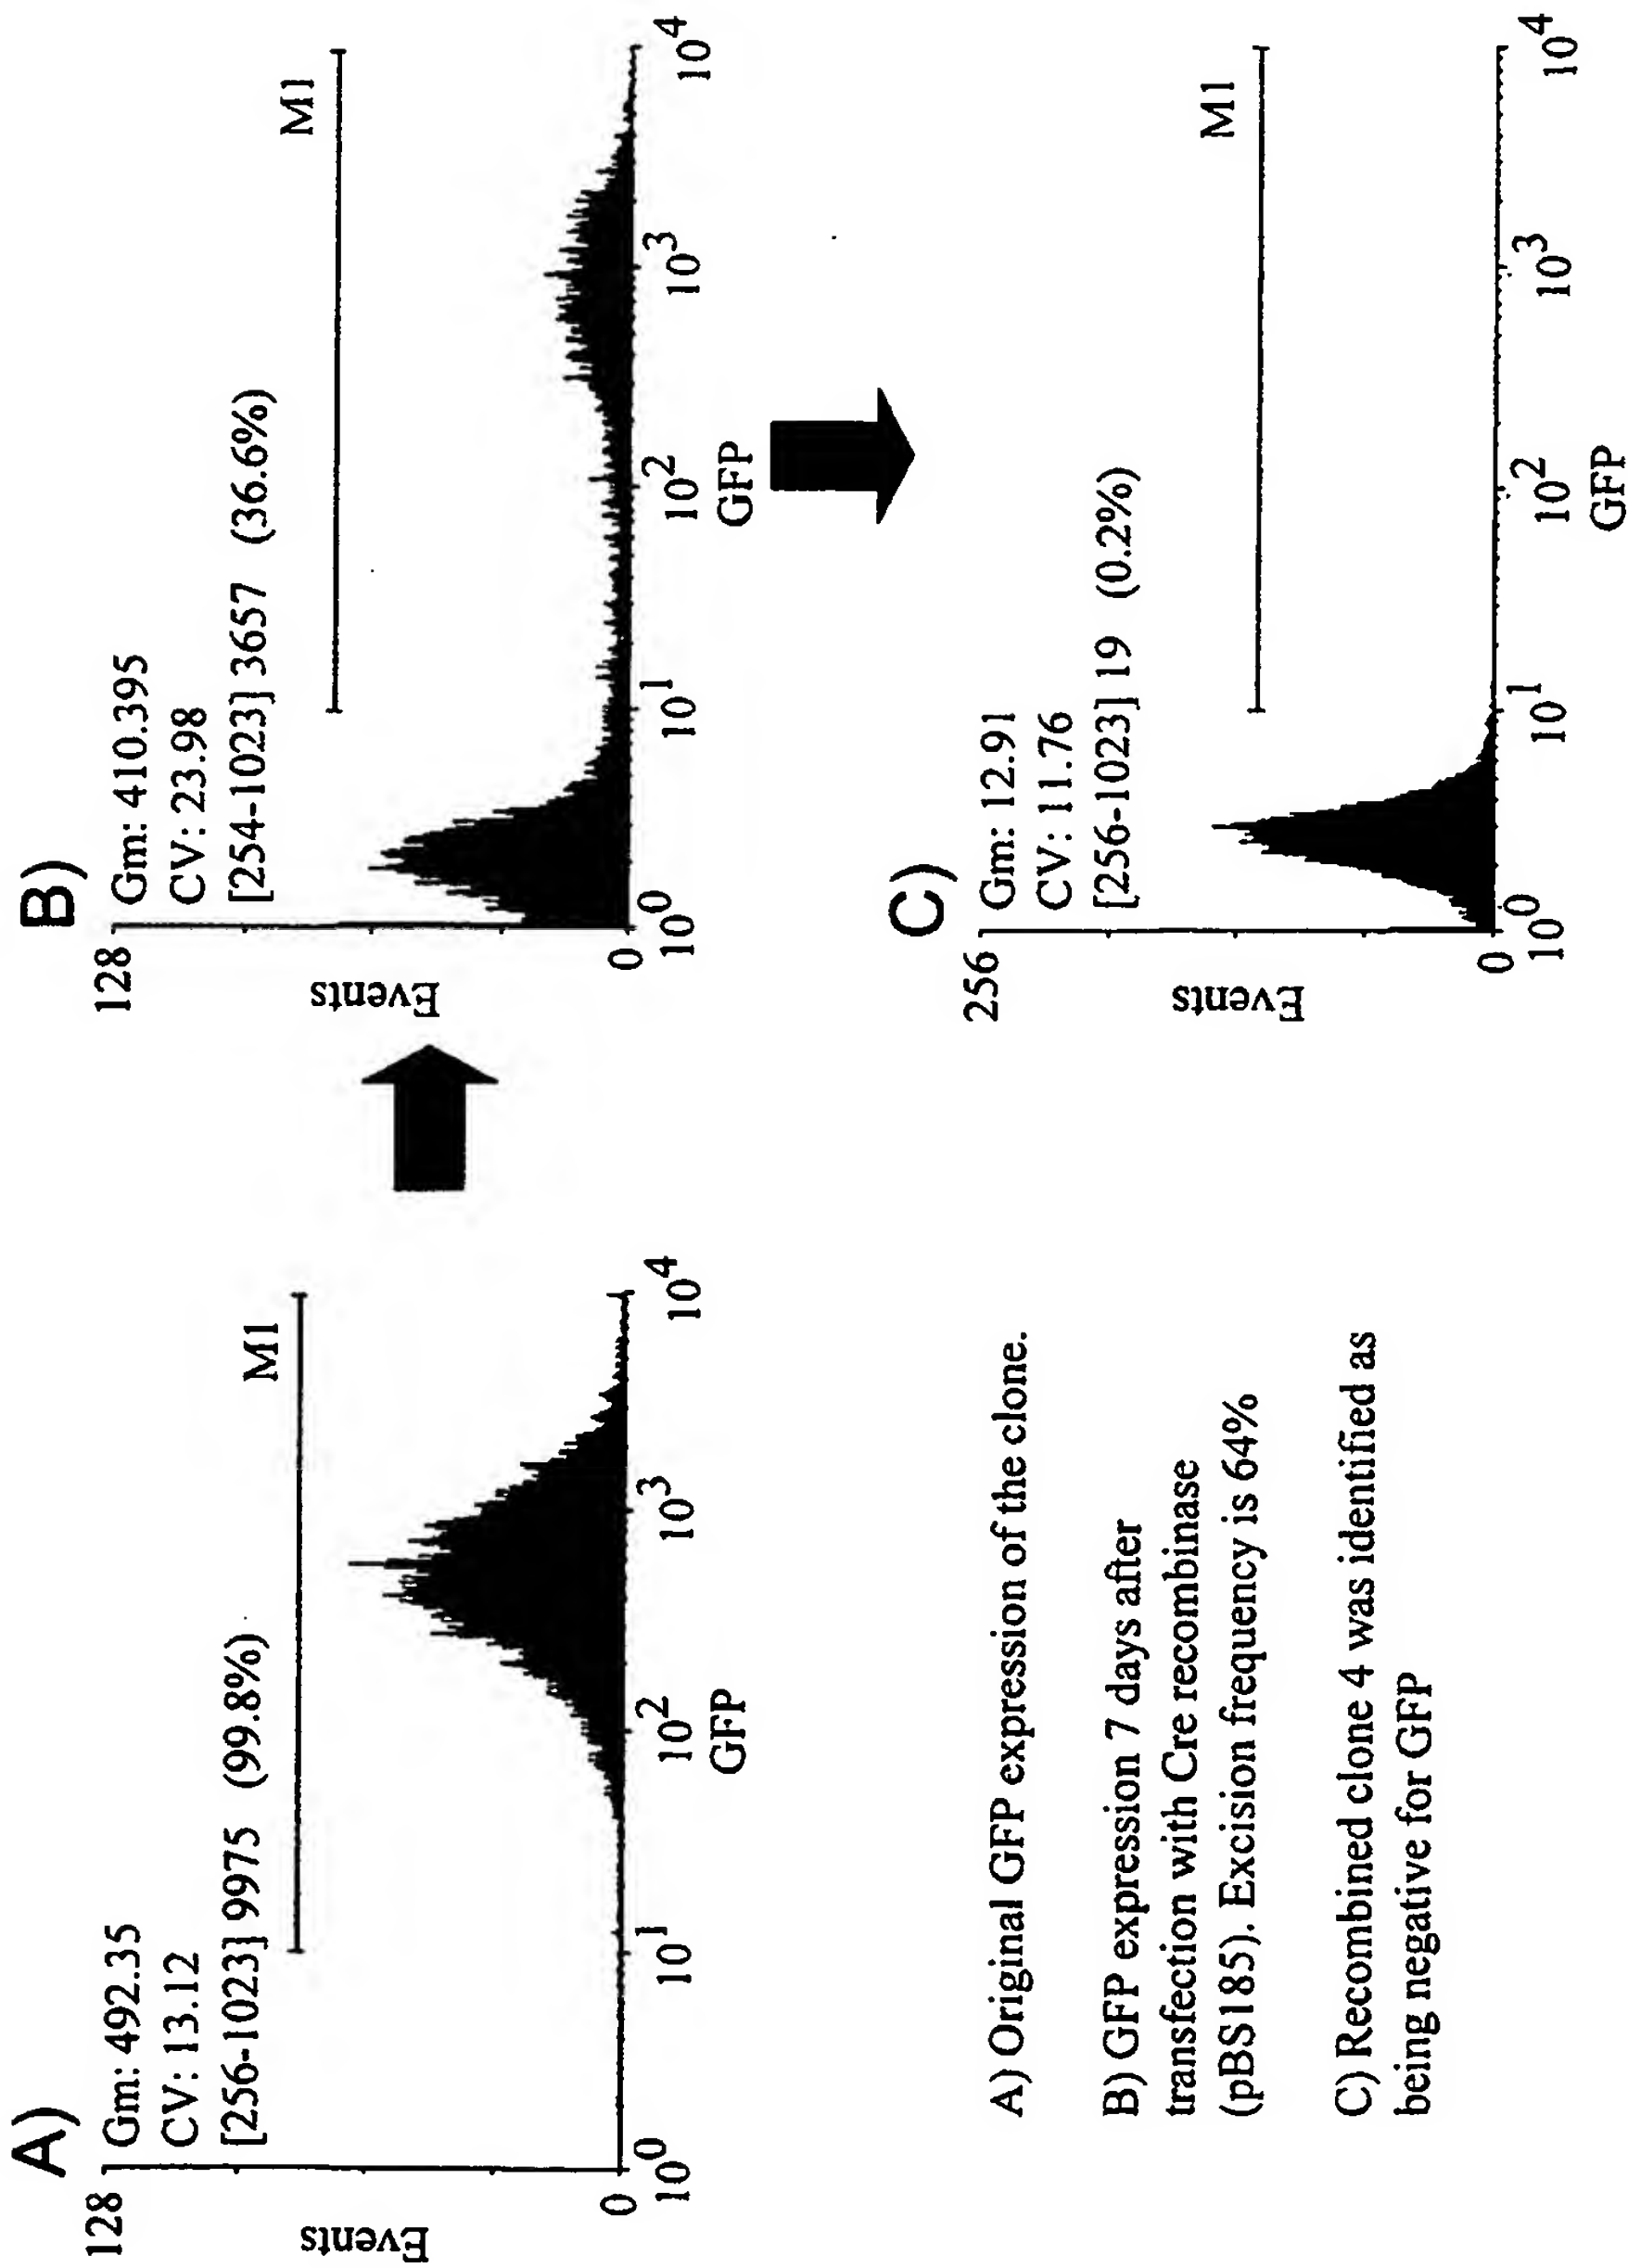 A)
Gm: 492.35
CV: 13.12
[256-1023] 9975 (99.8%)
M1
128
Events
0
10^0 10^1 10^2 10^3 10^4
GFP
B)
Gm: 410.395
CV: 23.98
[254-1023] 3657 (36.6%)
M1
128
Events
0
10^0 10^1 10^2 10^3 10^4
GFP
C)
Gm: 12.91
CV: 11.76
[256-1023] 19 (0.2%)
M1
256
Events
0
10^0 10^1 10^2 10^3 10^4
GFP
A) Original GFP expression of the clone.
B) GFP expression 7 days after
transfection with Cre recombinase
(pBS185). Excision frequency is 64%
C) Recombined clone 4 was identified as
being negative for GFP